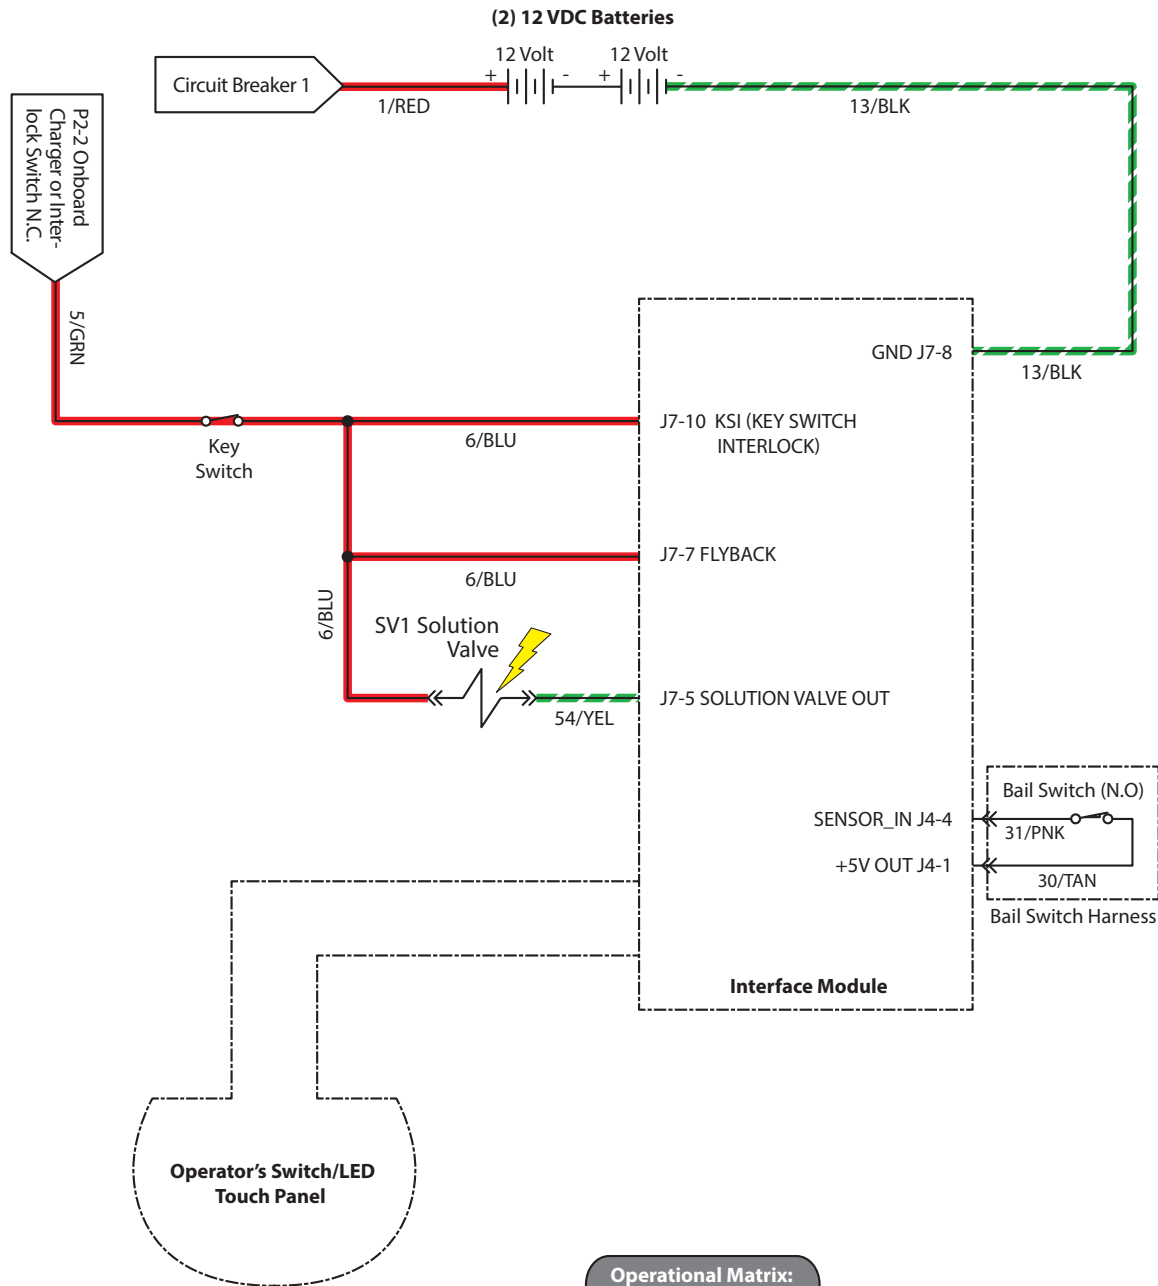 (2) 12 VDC Batteries
12 Volt
12 Volt
+
-
+
-
Circuit Breaker 1
1/RED
13/BLK
P2-2 Onboard
Charger or Inter-
lock Switch N.C.
5/GRN
GND J7-8
13/BLK
Key
Switch
6/BLU
J7-10 KSI (KEY SWITCH
INTERLOCK)
J7-7 FLYBACK
6/BLU
6/BLU
SV1 Solution
Valve
J7-5 SOLUTION VALVE OUT
54/YEL
Bail Switch (N.O)
SENSOR_IN J4-4
31/PNK
+5V OUT J4-1
30/TAN
Bail Switch Harness
Interface Module
Operator's Switch/LED
Touch Panel
Operational Matrix: